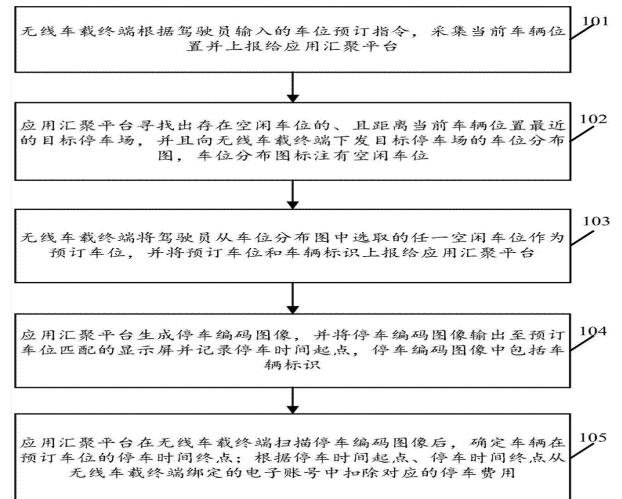 无线车载终端根据驾驶员输入的车位预订指令，采集当前车辆位
置并上报给应用汇聚平台
101
应用汇聚平台寻找出存在空闲车位的、且距离当前车辆位置最近
的目标停车场，并且向无线车载终端下发目标停车场的车位分布
图，车位分布图标注有空闲车位
102
无线车载终端将驾驶员从车位分布图中选取的任一空闲车位作为
预订车位，并将预订车位和车辆标识上报给应用汇聚平台
103
应用汇聚平台生成停车编码图像，并将停车编码图像输出至预订
车位匹配的显示屏并记录停车时间起点，停车编码图像中包括车
辆标识
104
应用汇聚平台在无线车载终端扫描停车编码图像后，确定车辆在
预订车位的停车时间终点；根据停车时间起点、停车时间终点从
无线车载终端绑定的电子账号中扣除对应的停车费用
105